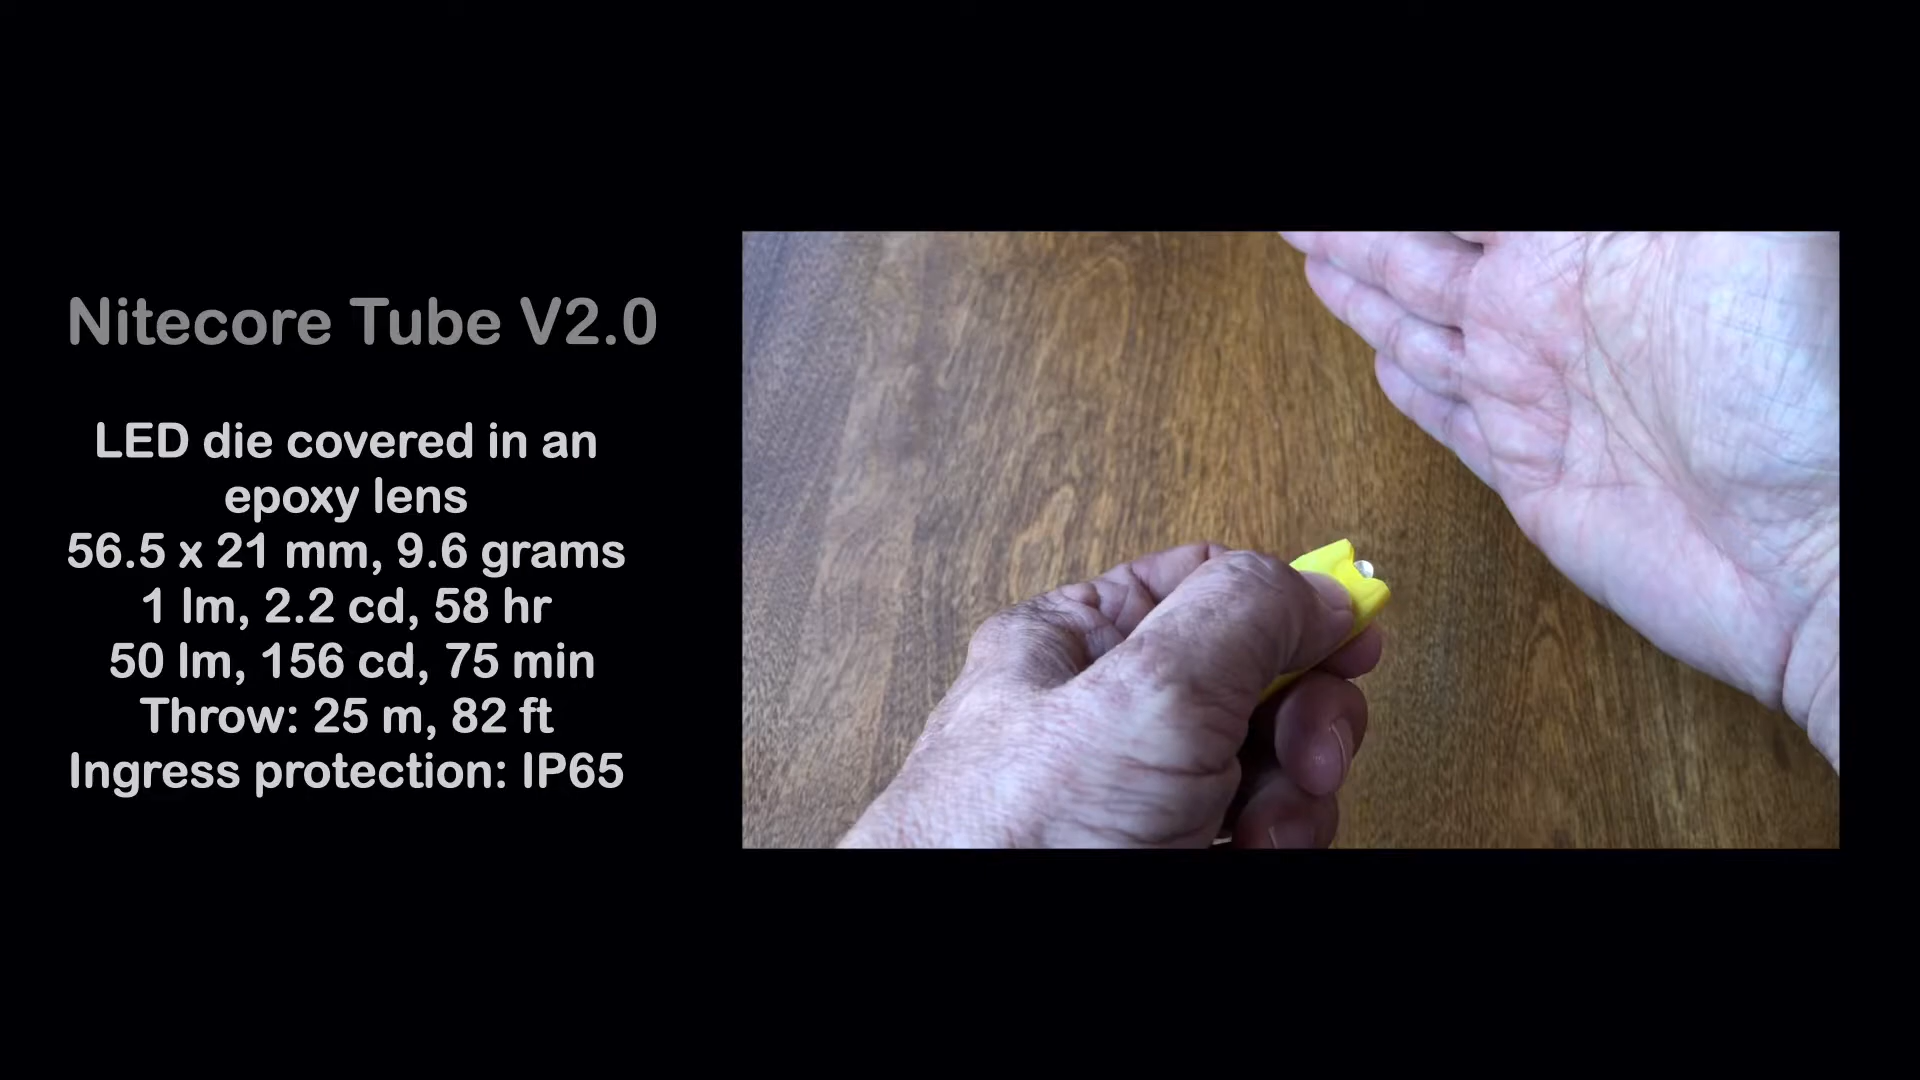 Nitecore Tube V2.0
LED die covered in an
epoxy lens
56.5 x 21 mm, 9.6 grams
1 lm, 2.2 cd, 58 hr
50 lm, 156 cd, 75 min
Throw: 25 m, 82 ft
Ingress protection: IP65